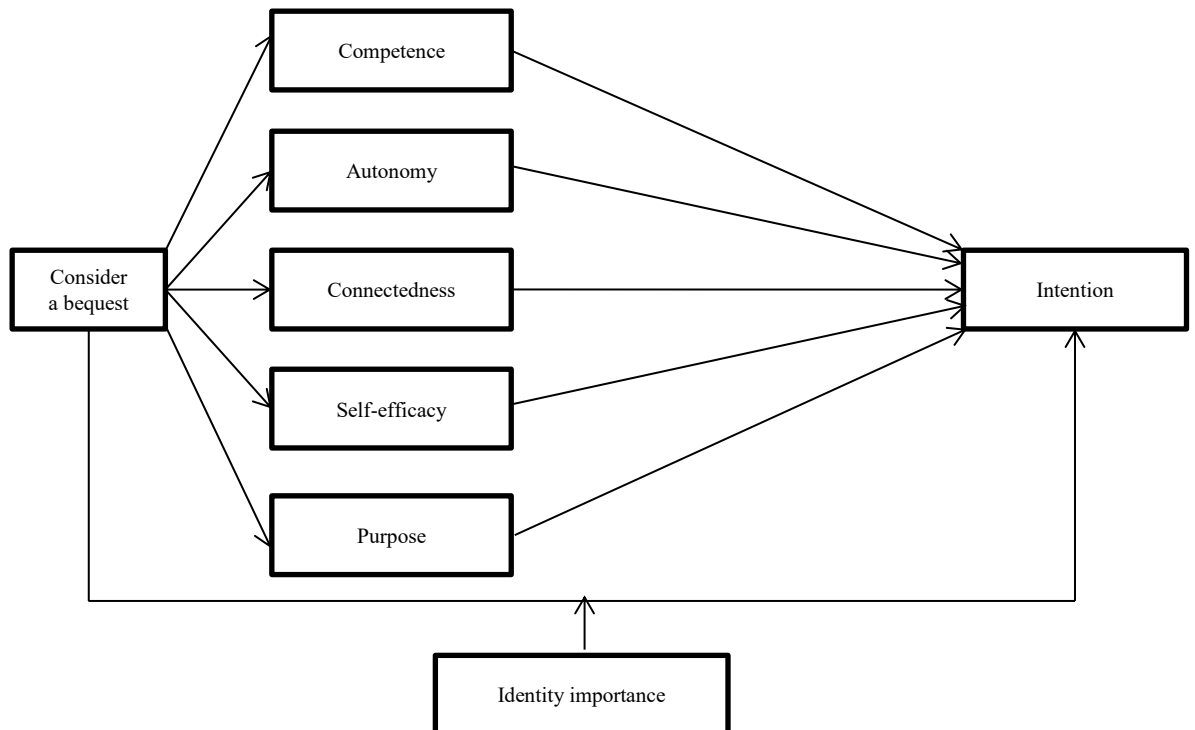 Competence
Autonomy
Consider
a bequest
Connectedness
Intention
Self-efficacy
Purpose
Identity importance